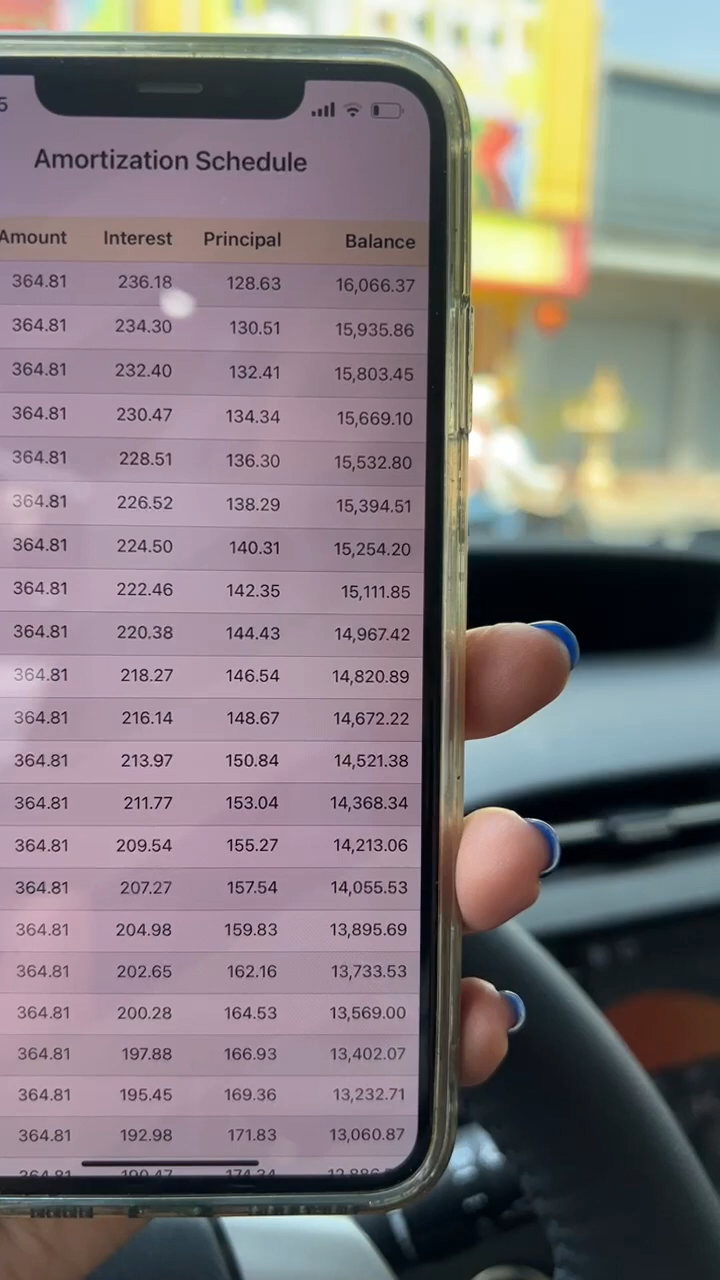 5
Amortization Schedule
Amount Interest Principal Balance
364.81 236.18 128.63 16,066.37
364.81 234.30 130.51 15,935.86
364.81 232.40 132.41 15,803.45
364.81 230.47 134.34 15,669.10
364.81 228.51 136.30 15,532.80
364.81 226.52 138.29 15,394.51
364.81 224.50 140.31 15,254.20
364.81 222.46 142.35 15,111.85
364.81 220.38 144.43 14,967.42
364.81 218.27 146.54 14,820.89
364.81 216.14 148.67 14,672.22
364.81 213.97 150.84 14,521.38
364.81 211.77 153.04 14,368.34
364.81 209.54 155.27 14,213.06
364.81 207.27 157.54 14,055.53
364.81 204.98 159.83 13,895.69
364.81 202.65 162.16 13,733.53
364.81 200.28 164.53 13,569.00
364.81 197.88 166.93 13,402.07
364.81 195.45 169.36 13,232.71
364.81 192.98 171.83 13,060.87
364.81 190.47 174.34